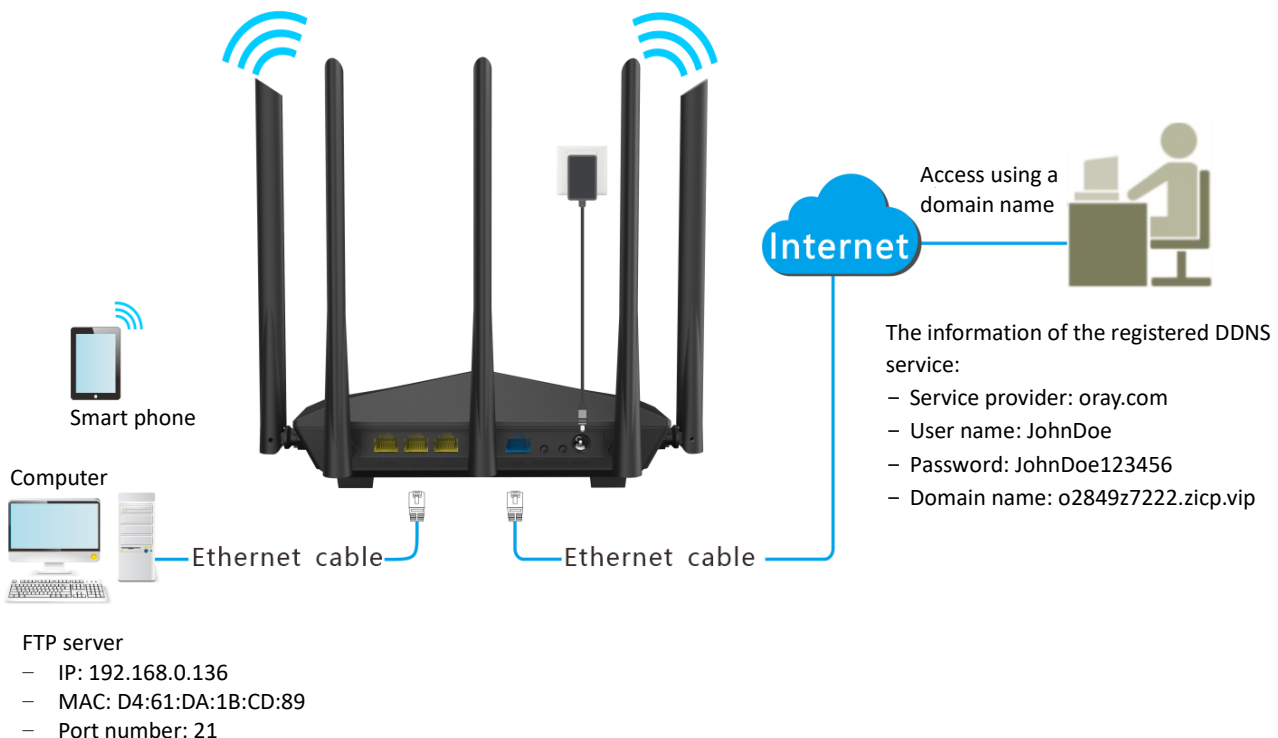 Access using a
domain name
Internet
The information of the registered DDNS
service:
− Service provider: oray.com
− User name: JohnDoe
− Password: JohnDoe123456
− Domain name: o2849z7222.zicp.vip
Smart phone
Computer
Ethernet cable
Ethernet cable
FTP server
− IP: 192.168.0.136
− MAC: D4:61:DA:1B:CD:89
− Port number: 21